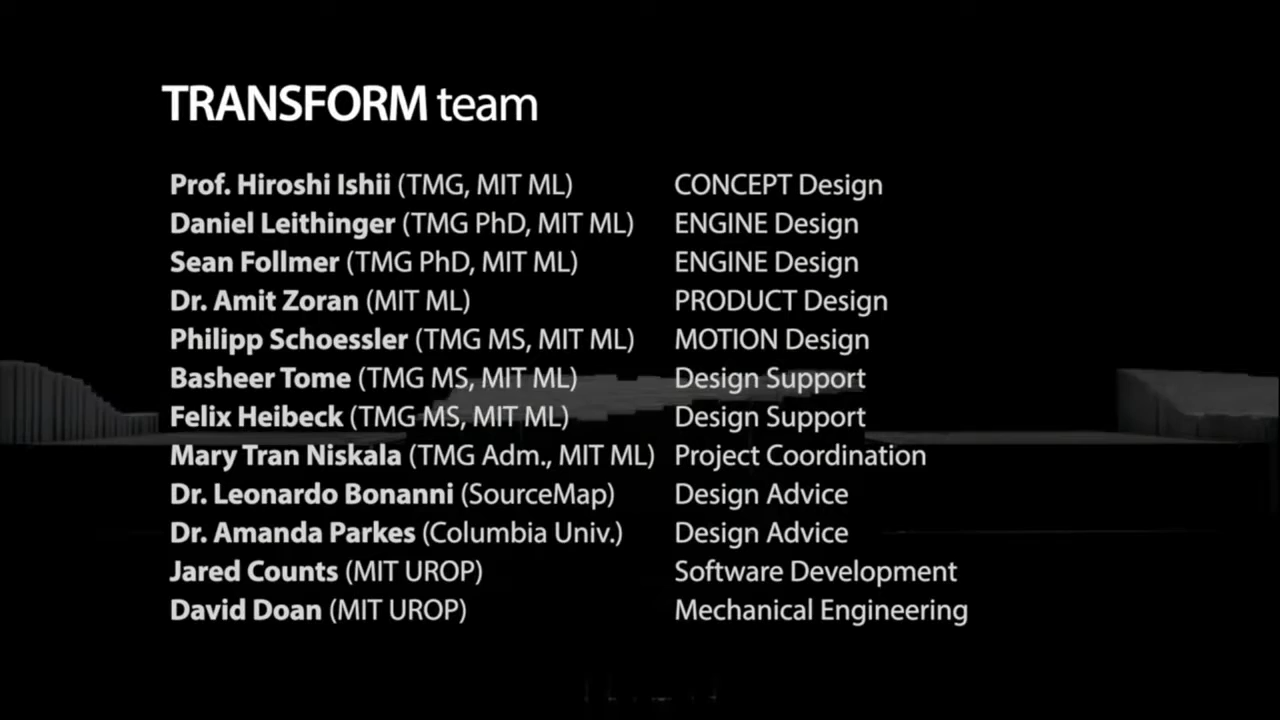 TRANSFORM team
Prof. Hiroshi Ishii (TMG, MIT ML) CONCEPT Design
Daniel Leithinger (TMG PhD, MIT ML) ENGINE Design
Sean Follmer (TMG PhD, MIT ML) ENGINE Design
Dr. Amit Zoran (MIT ML) PRODUCT Design
Philipp Schoessler (TMG MS, MIT ML) MOTION Design
Basheer Tome (TMG MS, MIT ML) Design Support
Felix Heibeck (TMG MS, MIT ML) Design Support
Mary Tran Niskala (TMG Adm., MIT ML) Project Coordination
Dr. Leonardo Bonanni (SourceMap) Design Advice
Dr. Amanda Parkes (Columbia Univ.) Design Advice
Jared Counts (MIT UROP) Software Development
David Doan (MIT UROP) Mechanical Engineering